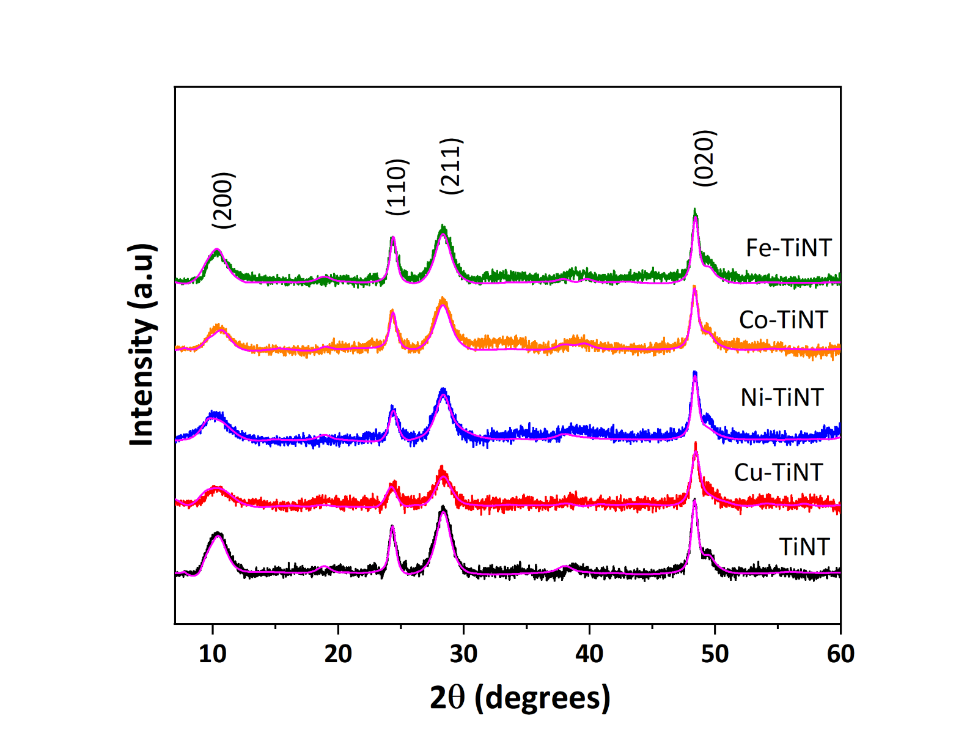 (200)
(110)
(211)
(020)
Fe-TiNT
Co-TiNT
Ni-TiNT
Cu-TiNT
TiNT
Intensity (a.u)
10 20 30 40 50 60
2θ (degrees)